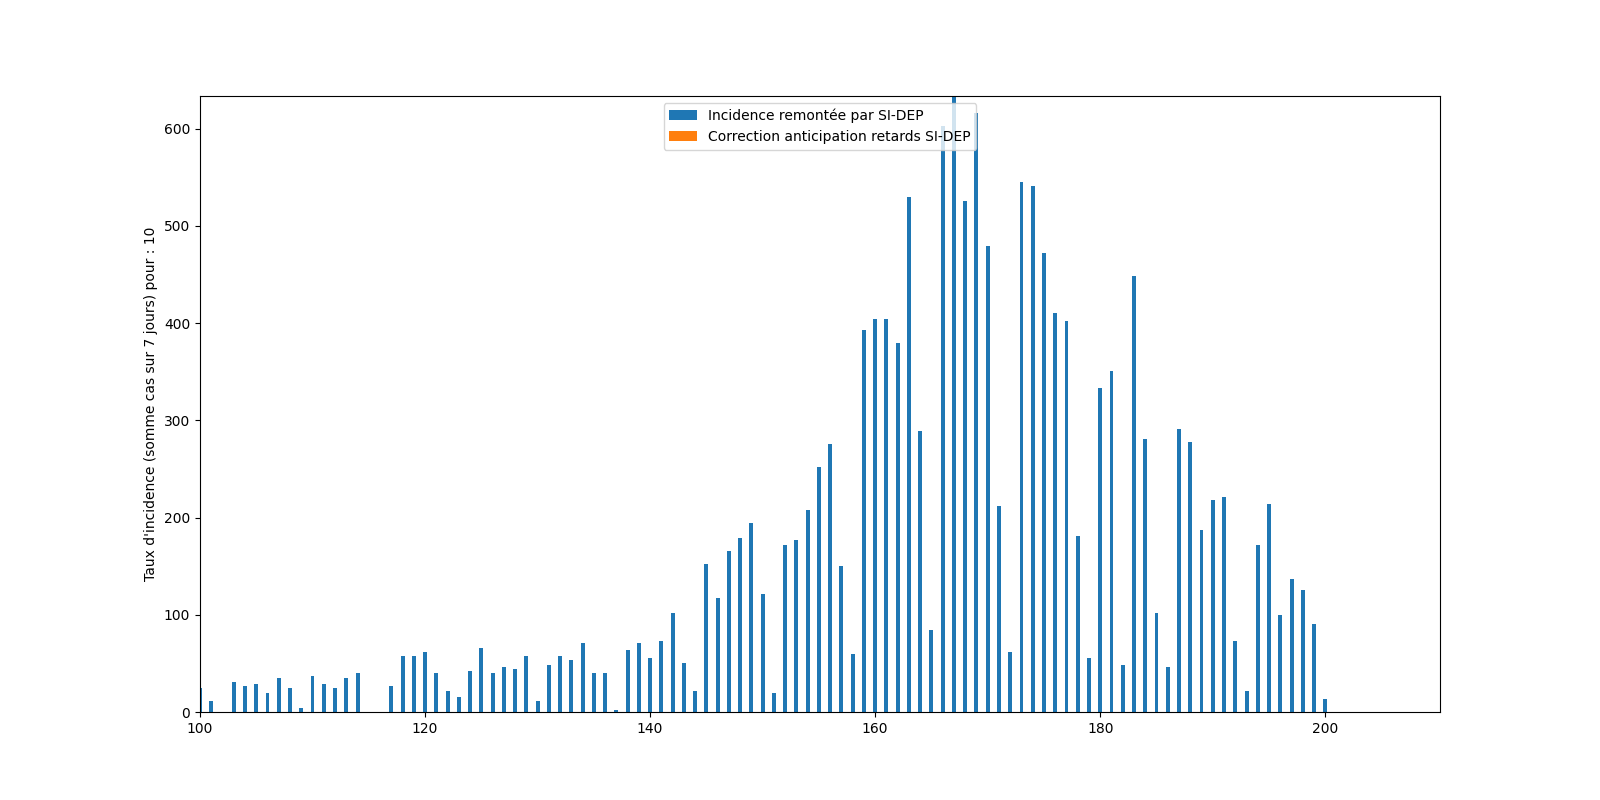 Incidence remontée par SI-DEP
Correction anticipation retards SI-DEP
Taux d'incidence (somme cas sur 7 jours) pour : 10
600
500
400
300
200
100
0
100 120 140 160 180 200